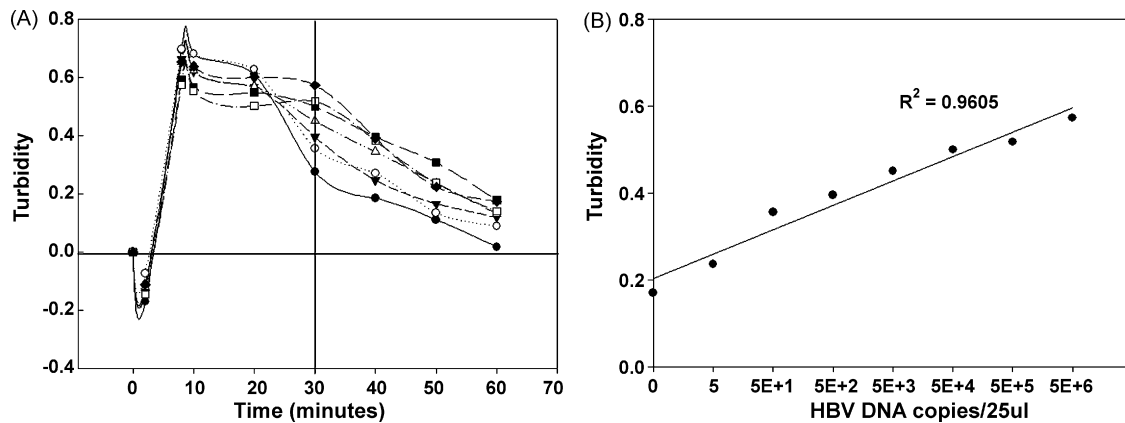 (A)
0.8
0.6
0.4
0.2
0.0
-0.2
-0.4
Turbidity
0 10 20 30 40 50 60 70
Time (minutes)
(B)
0.8
0.6
0.4
0.2
0.0
Turbidity
R² = 0.9605
0 5 5E+1 5E+2 5E+3 5E+4 5E+5 5E+6
HBV DNA copies/25ul